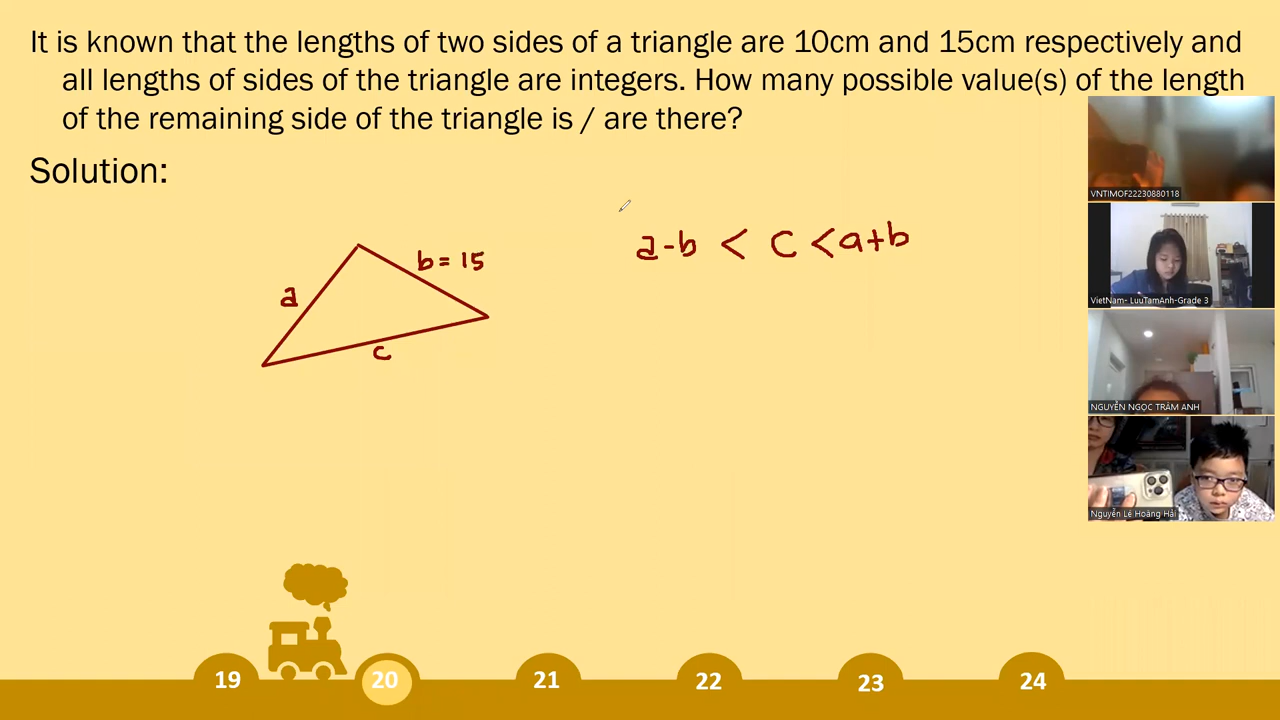 It is known that the lengths of two sides of a triangle are 10cm and 15cm respectively and
all lengths of sides of the triangle are integers. How many possible value(s) of the length
of the remaining side of the triangle is / are there?
Solution:
VNTIMOF22230880118
a-b < c < a+b
b = 15
a
VietNam- LuuTamAnh-Grade 3
c
NGUYỄN NGỌC TRÂM ANH
Nguyễn Lê Hoàng Hải
19 20 21 22 23 24